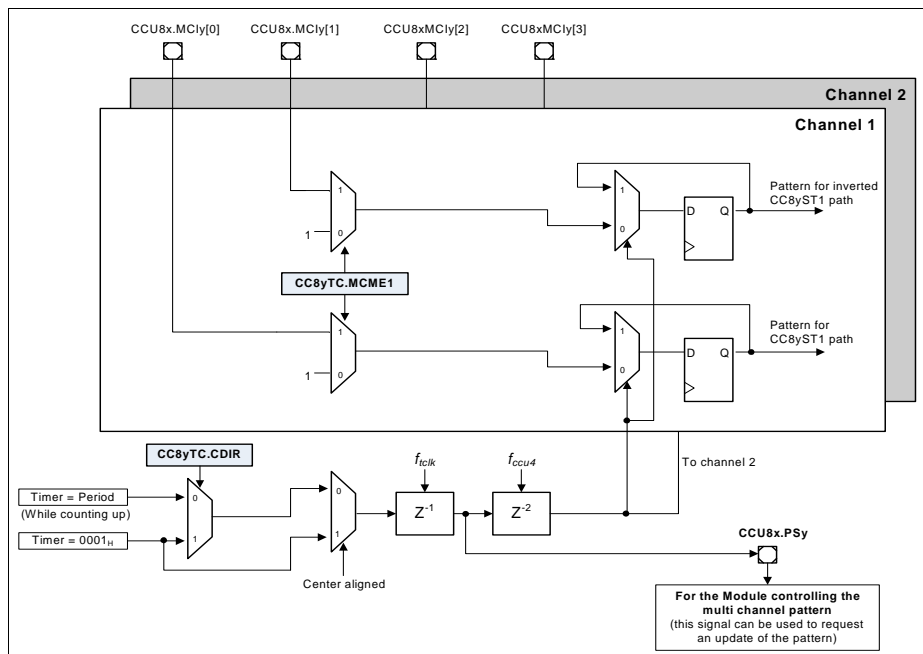 CCU8x.MCIy[0] CCU8x.MCIy[1] CCU8xMCIy[2] CCU8xMCIy[3]
Channel 2
Channel 1
1
1
0
CC8yTC.MCME1
1
1
0
1
0
D Q
Pattern for inverted
CC8yST1 path
1
0
D Q
Pattern for
CC8yST1 path
CC8yTC.CDIR
Timer = Period
(While counting up)
Timer = 0001H
0
1
0
1
Center aligned
ftclk
Z-1
fccu4
Z-2
To channel 2
CCU8x.PSy
For the Module controlling the
multi channel pattern
(this signal can be used to request
an update of the pattern)